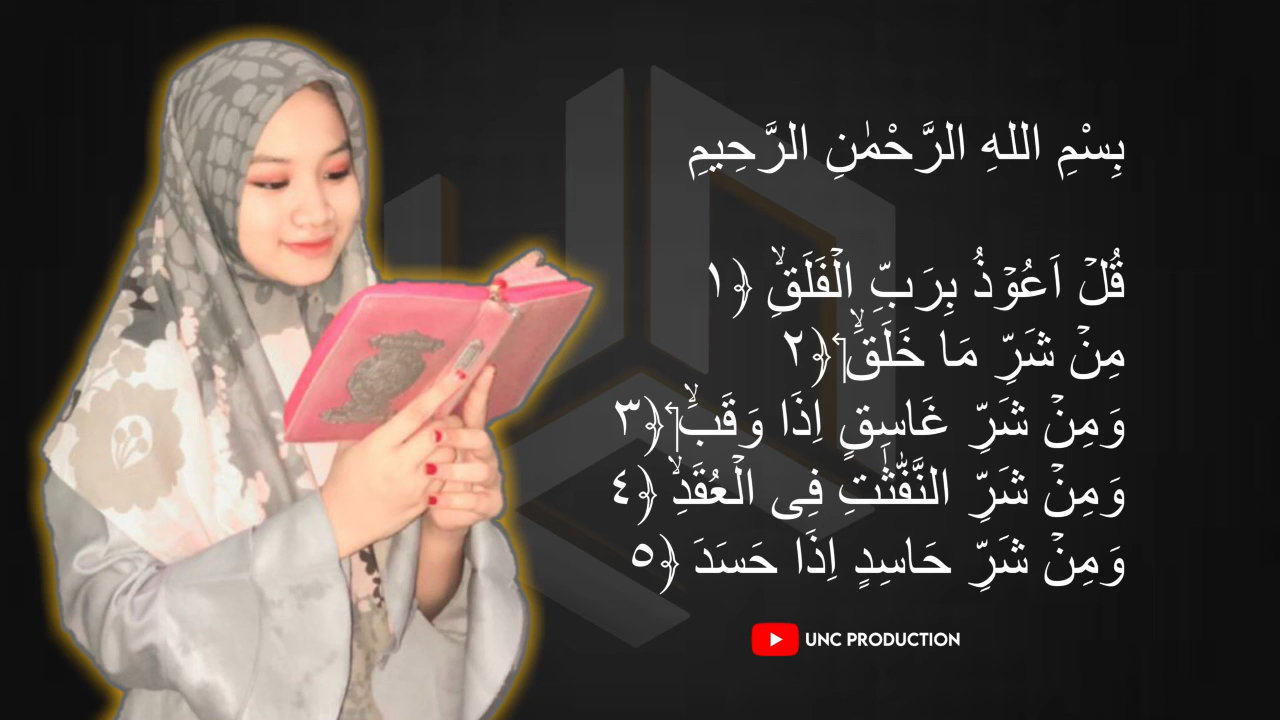 بِسْمِ اللهِ الرَّحْمٰنِ الرَّحِيمِ
قُلْ اَعُوْذُ بِرَبِّ الْفَلَقِۙ ﴿١
مِنْ شَرِّ مَا خَلَقَۙ ﴿٢
وَمِنْ شَرِّ غَاسِقٍ اِذَا وَقَبَۙ ﴿٣
وَمِنْ شَرِّ النَّفّٰثٰتِ فِى الْعُقَدِۙ ﴿٤
وَمِنْ شَرِّ حَاسِدٍ اِذَا حَسَدَ ﴿٥
UNC PRODUCTION